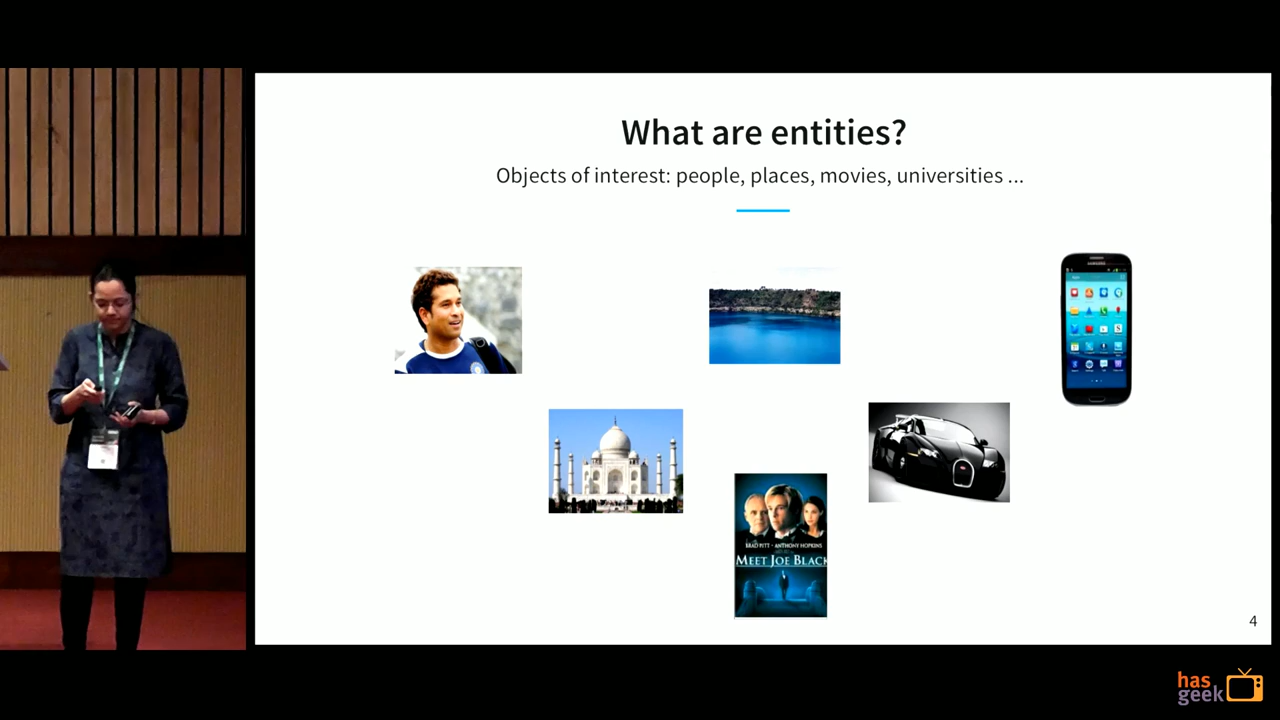 What are entities?
Objects of interest: people, places, movies, universities ...
SAMSUNG
BRAD PITT · ANTHONY HOPKINS
MEET JOE BLACK
4
has
geek